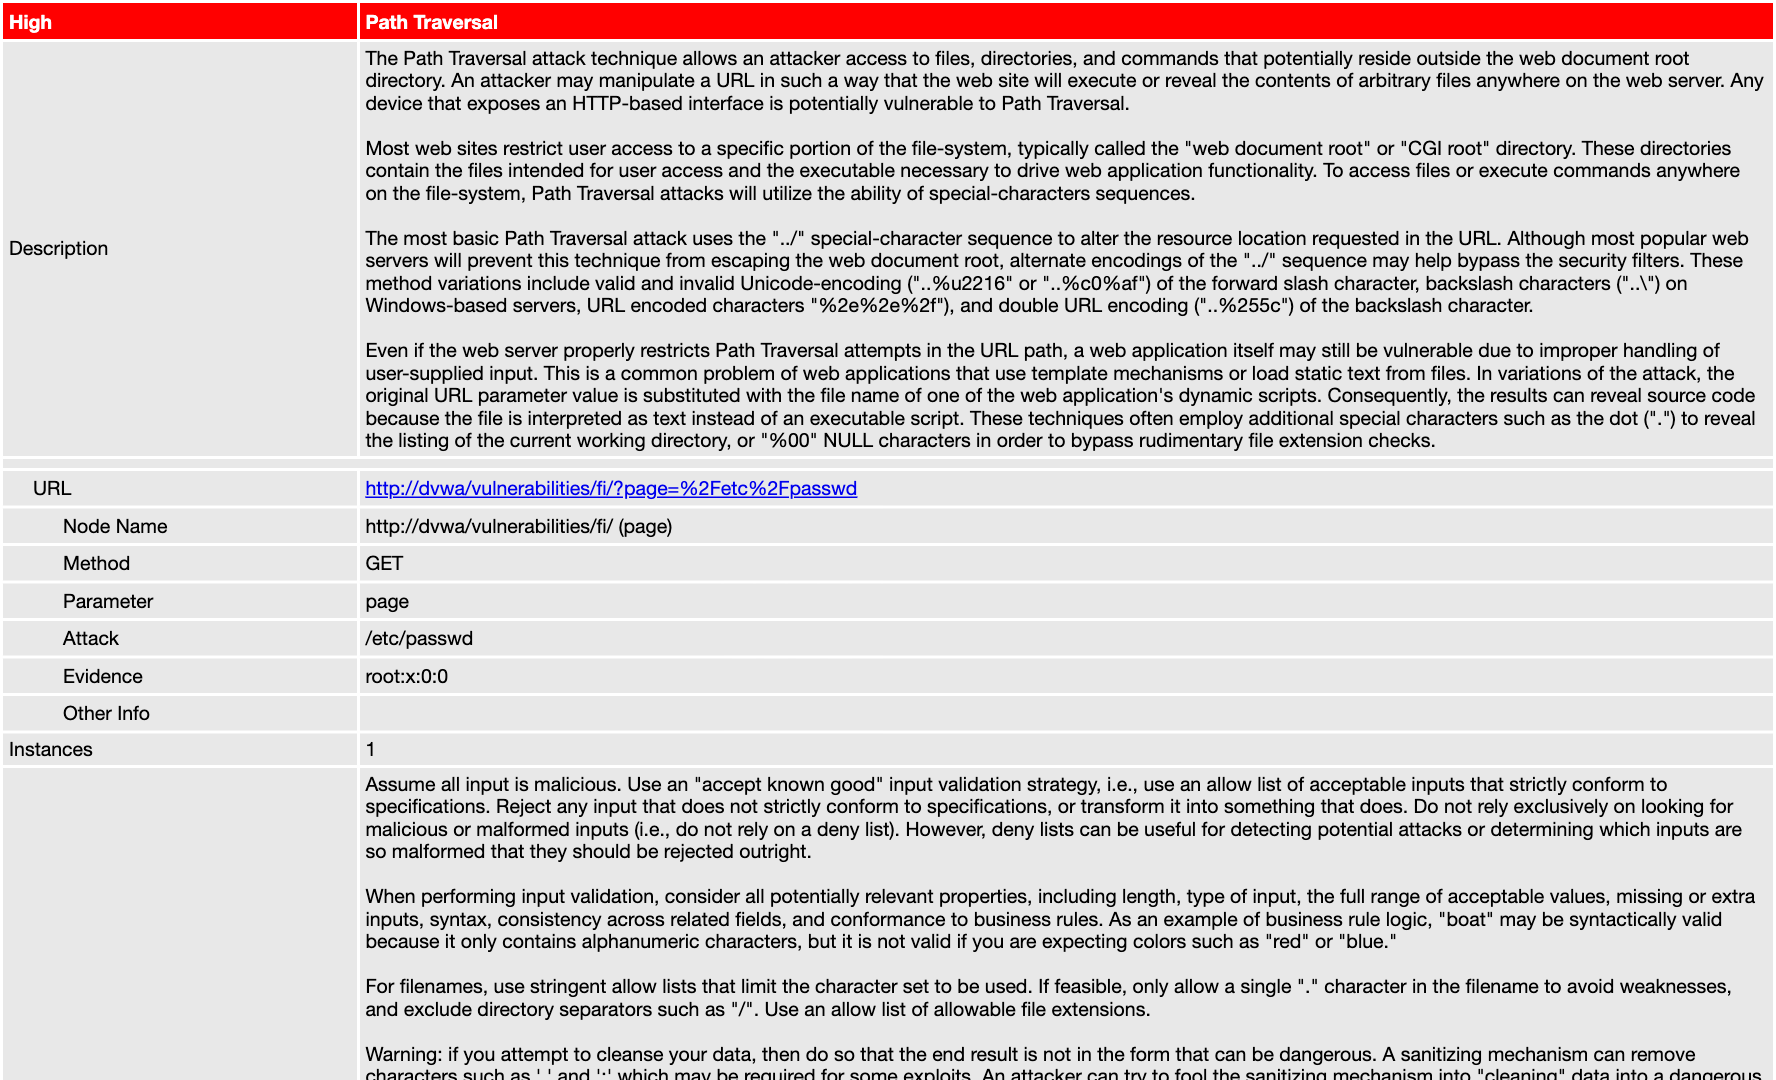 High
Path Traversal
Description
The Path Traversal attack technique allows an attacker access to files, directories, and commands that potentially reside outside the web document root
directory. An attacker may manipulate a URL in such a way that the web site will execute or reveal the contents of arbitrary files anywhere on the web server. Any
device that exposes an HTTP-based interface is potentially vulnerable to Path Traversal.
Most web sites restrict user access to a specific portion of the file-system, typically called the "web document root" or "CGI root" directory. These directories
contain the files intended for user access and the executable necessary to drive web application functionality. To access files or execute commands anywhere
on the file-system, Path Traversal attacks will utilize the ability of special-characters sequences.
The most basic Path Traversal attack uses the "../" special-character sequence to alter the resource location requested in the URL. Although most popular web
servers will prevent this technique from escaping the web document root, alternate encodings of the "../" sequence may help bypass the security filters. These
method variations include valid and invalid Unicode-encoding ("..%u2216" or "..%c0%af") of the forward slash character, backslash characters ("..\") on
Windows-based servers, URL encoded characters "%2e%2e%2f"), and double URL encoding ("..%255c") of the backslash character.
Even if the web server properly restricts Path Traversal attempts in the URL path, a web application itself may still be vulnerable due to improper handling of
user-supplied input. This is a common problem of web applications that use template mechanisms or load static text from files. In variations of the attack, the
original URL parameter value is substituted with the file name of one of the web application's dynamic scripts. Consequently, the results can reveal source code
because the file is interpreted as text instead of an executable script. These techniques often employ additional special characters such as the dot (".") to reveal
the listing of the current working directory, or "%00" NULL characters in order to bypass rudimentary file extension checks.
URL
http://dvwa/vulnerabilities/fi/?page=%2Fetc%2Fpasswd
Node Name
http://dvwa/vulnerabilities/fi/ (page)
Method
GET
Parameter
page
Attack
/etc/passwd
Evidence
root:x:0:0
Other Info
Instances
1
Assume all input is malicious. Use an "accept known good" input validation strategy, i.e., use an allow list of acceptable inputs that strictly conform to
specifications. Reject any input that does not strictly conform to specifications, or transform it into something that does. Do not rely exclusively on looking for
malicious or malformed inputs (i.e., do not rely on a deny list). However, deny lists can be useful for detecting potential attacks or determining which inputs are
so malformed that they should be rejected outright.
When performing input validation, consider all potentially relevant properties, including length, type of input, the full range of acceptable values, missing or extra
inputs, syntax, consistency across related fields, and conformance to business rules. As an example of business rule logic, "boat" may be syntactically valid
because it only contains alphanumeric characters, but it is not valid if you are expecting colors such as "red" or "blue."
For filenames, use stringent allow lists that limit the character set to be used. If feasible, only allow a single "." character in the filename to avoid weaknesses,
and exclude directory separators such as "/". Use an allow list of allowable file extensions.
Warning: if you attempt to cleanse your data, then do so that the end result is not in the form that can be dangerous. A sanitizing mechanism can remove
characters such as '.' and ';' which may be required for some exploits. An attacker can try to fool the sanitizing mechanism into "cleaning" data into a dangerous